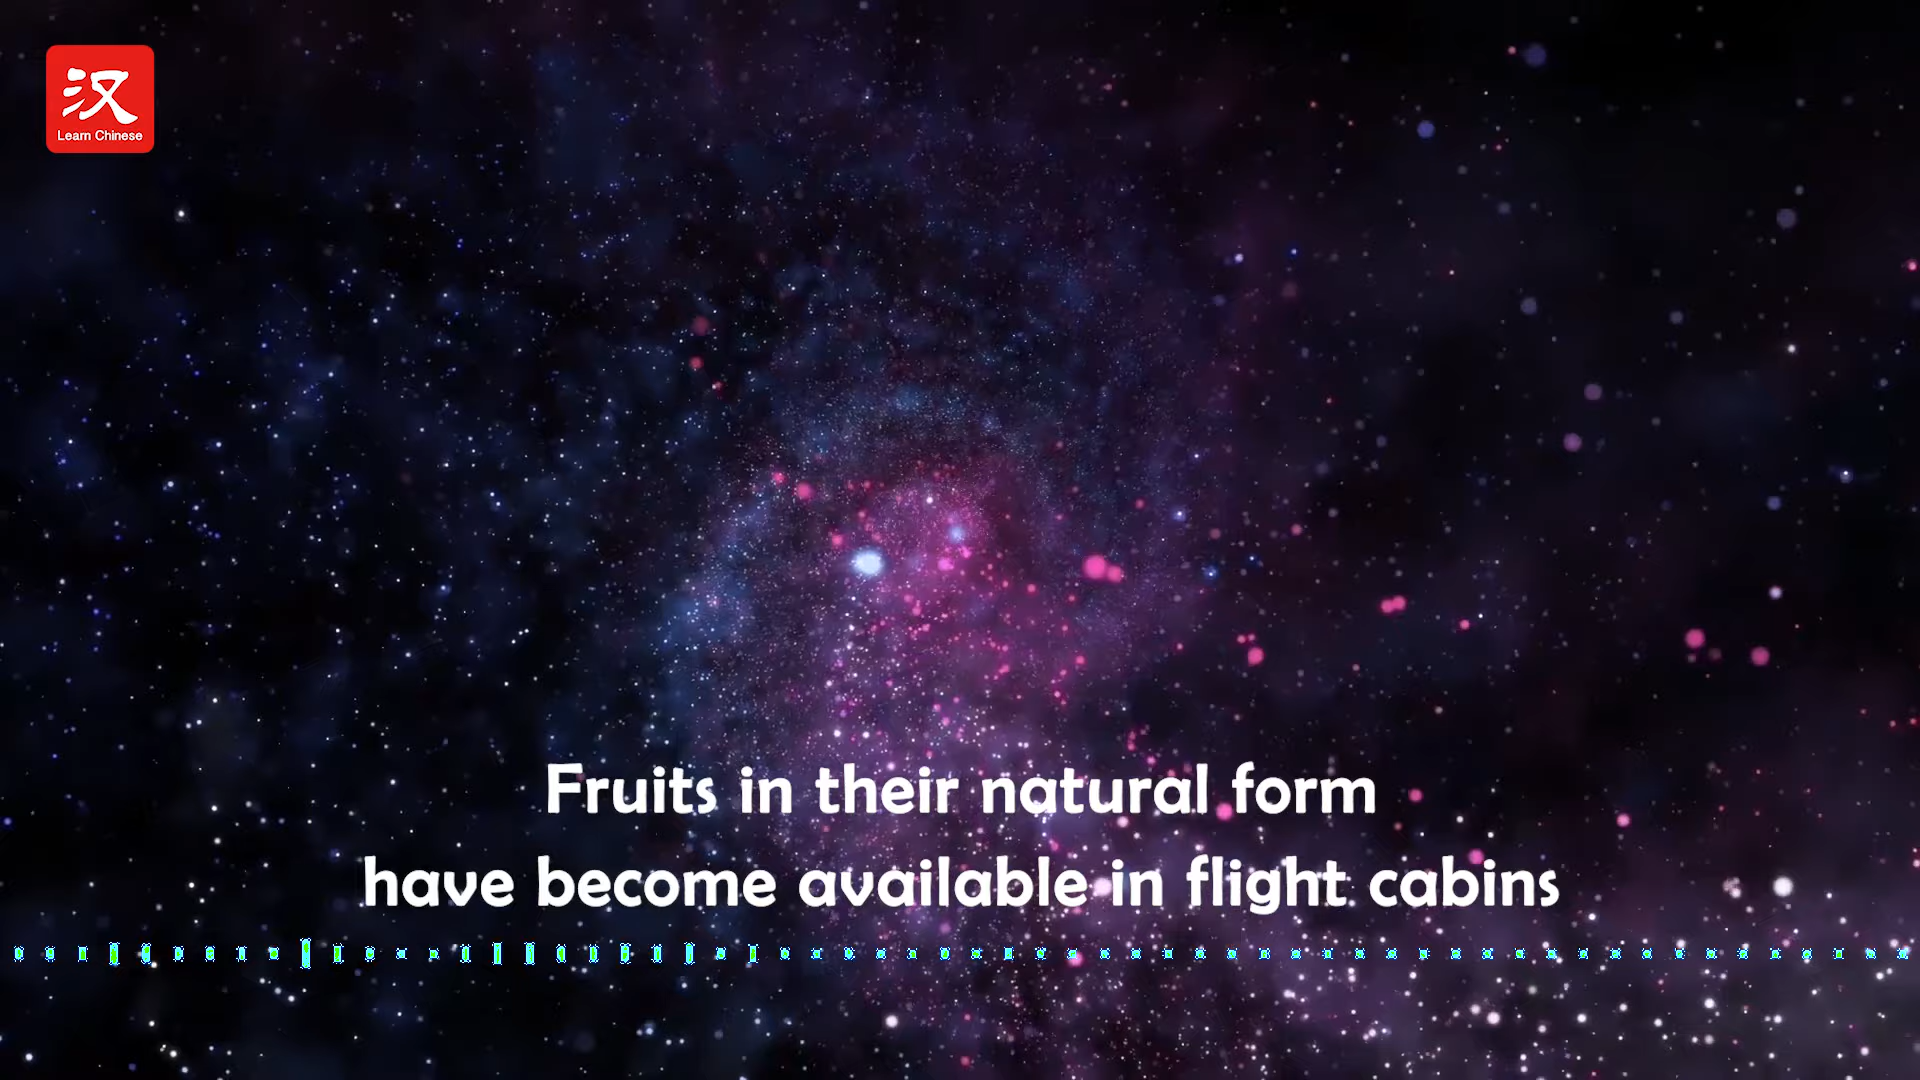 汉
Learn Chinese
Fruits in their natural form
have become available in flight cabins